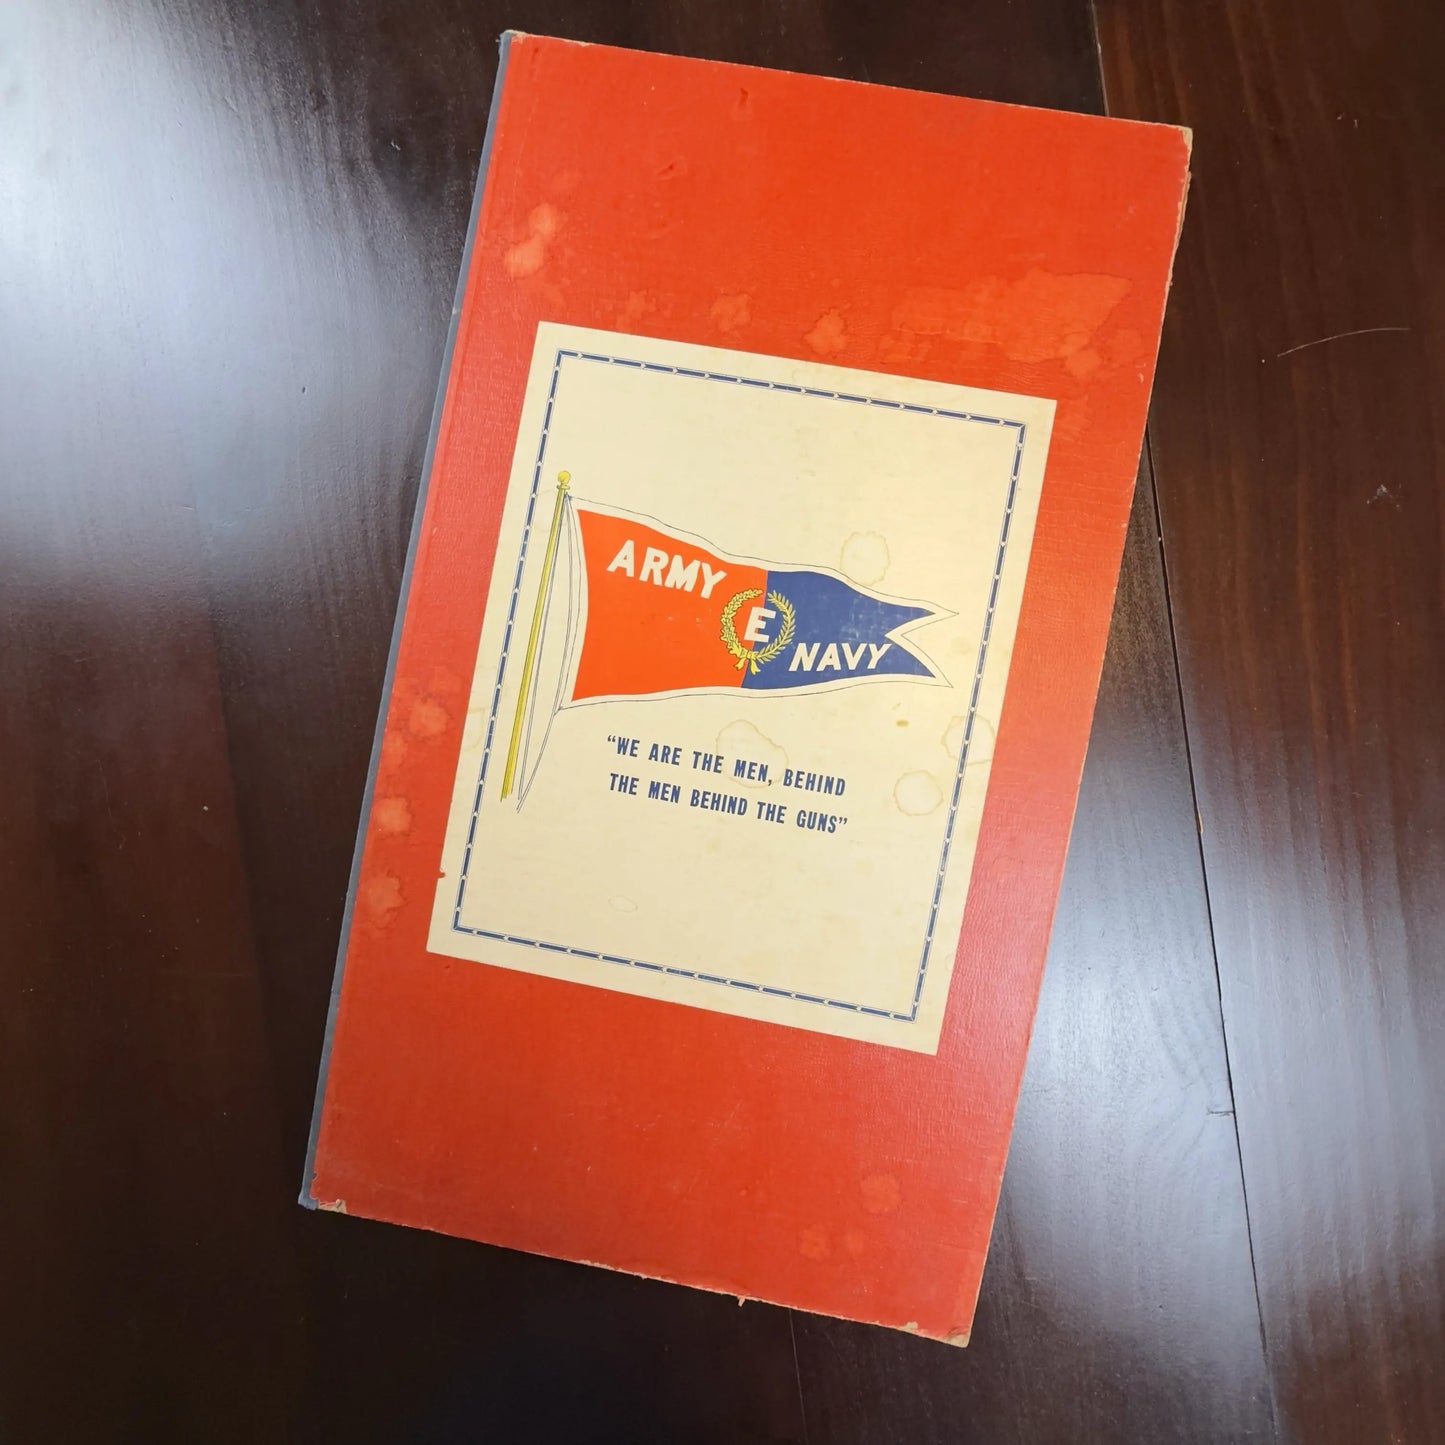 ARMY
E
NAVY
“WE ARE THE MEN, BEHIND
THE MEN BEHIND THE GUNS”